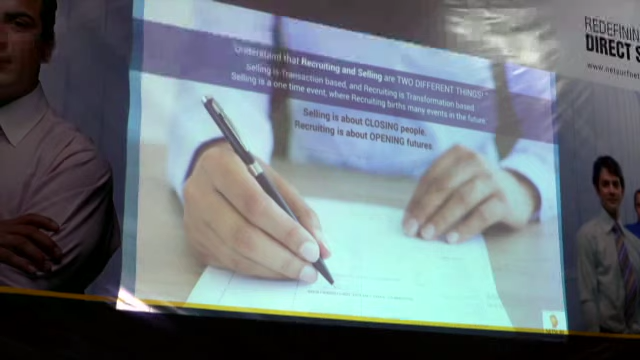 Understand that Recruiting and Selling are TWO DIFFERENT THINGS!
Selling is Transaction based, and Recruiting is Transformation based.
Selling is a one time event, where Recruiting births many events in the future.
Selling is about CLOSING people.
Recruiting is about OPENING futures.
REDEFINING
DIRECT S